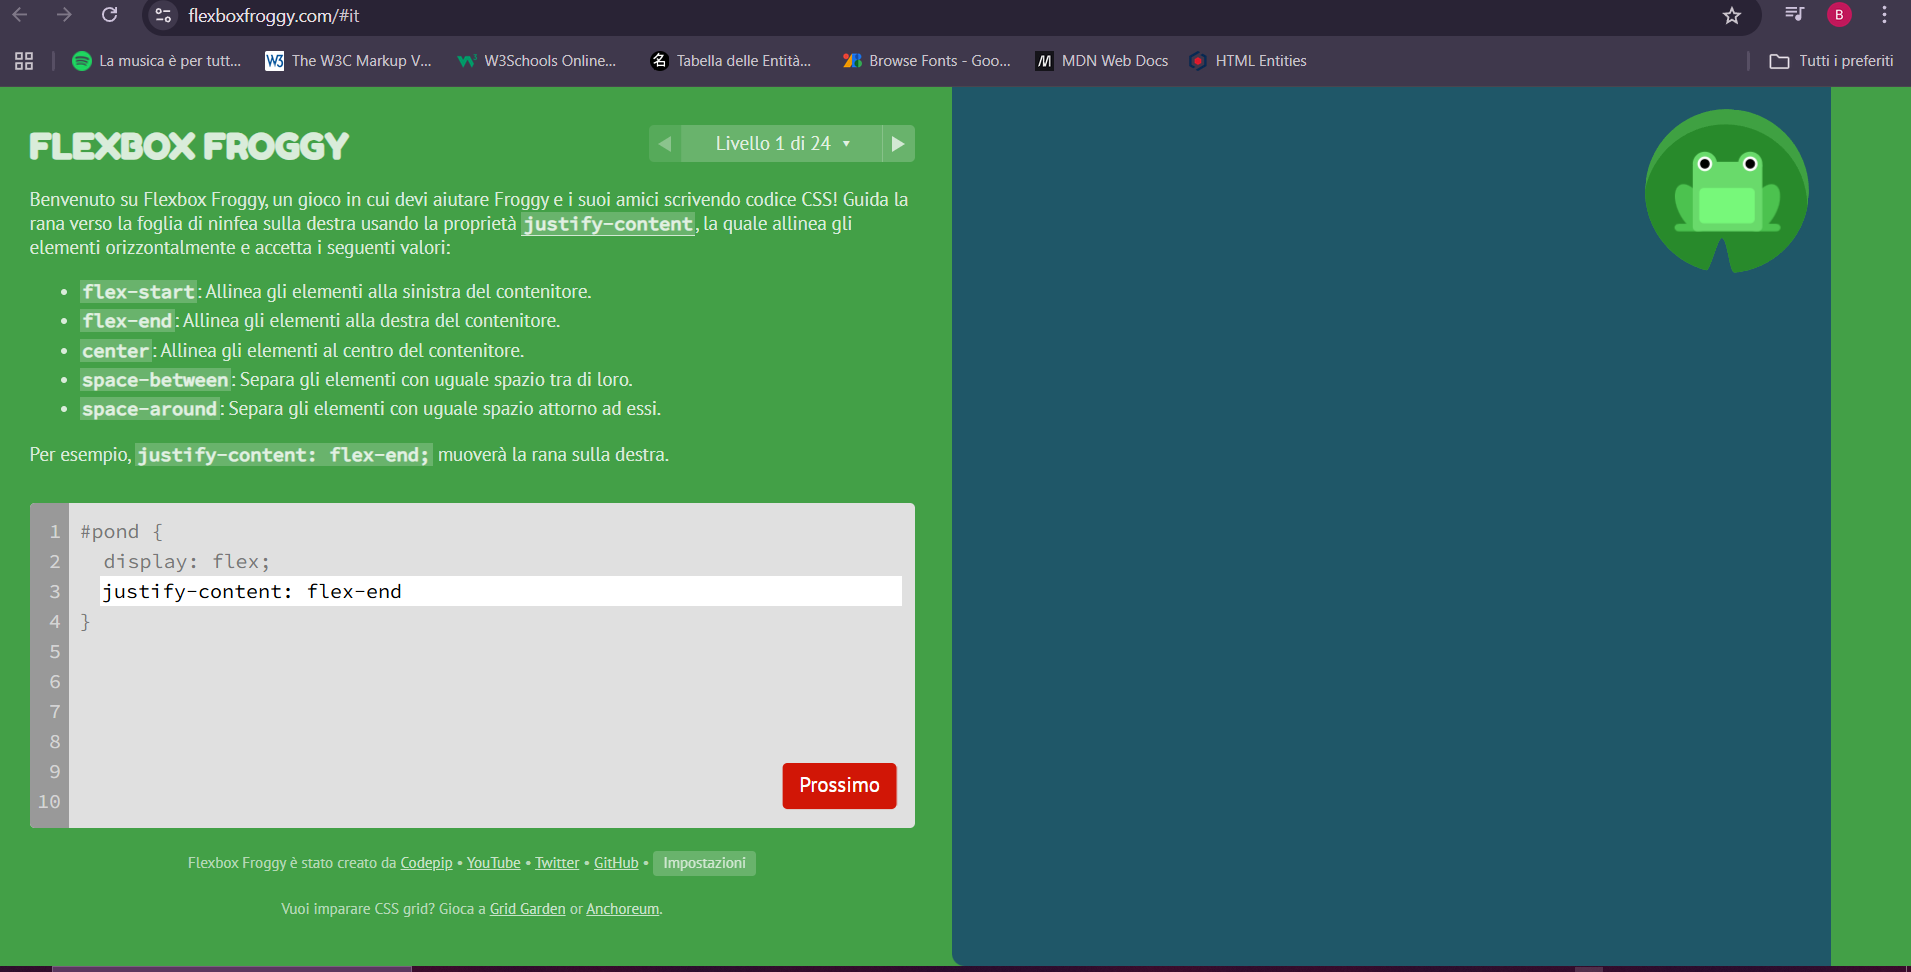 flexboxfroggy.com/#it
B
La musica è per tutt...
The W3C Markup V...
W3Schools Online...
Tabella delle Entità...
Browse Fonts - Goo...
MDN Web Docs
HTML Entities
Tutti i preferiti
FLEXBOX FROGGY
Livello 1 di 24
Benvenuto su Flexbox Froggy, un gioco in cui devi aiutare Froggy e i suoi amici scrivendo codice CSS! Guida la
rana verso la foglia di ninfea sulla destra usando la proprietà justify-content, la quale allinea gli
elementi orizzontalmente e accetta i seguenti valori:
• flex-start: Allinea gli elementi alla sinistra del contenitore.
• flex-end: Allinea gli elementi alla destra del contenitore.
• center: Allinea gli elementi al centro del contenitore.
• space-between: Separa gli elementi con uguale spazio tra di loro.
• space-around: Separa gli elementi con uguale spazio attorno ad essi.
Per esempio, justify-content: flex-end; muoverà la rana sulla destra.
1 #pond {
2 display: flex;
3 justify-content: flex-end
4 }
5
6
7
8
9
10
Prossimo
Flexbox Froggy è stato creato da Codepip • YouTube • Twitter • GitHub • Impostazioni
Vuoi imparare CSS grid? Gioca a Grid Garden or Anchoreum.